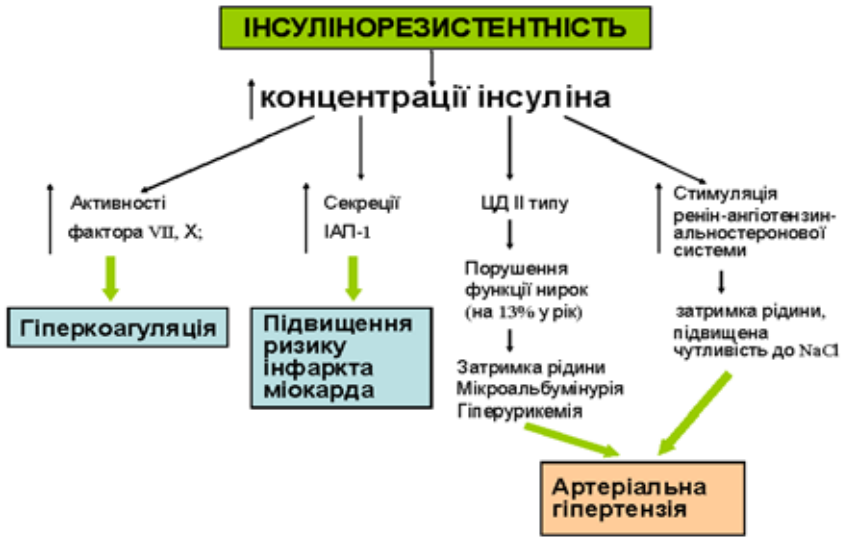 ІНСУЛІНОРЕЗИСТЕНТНІСТЬ
концентрації інсуліна
Активності
фактора VII, X;
Гіперкоагуляція
Секреції
ІАП-1
Підвищення
ризику
інфаркта
міокарда
ЦД II типу
Порушення
функції нирок
(на 13% у рік)
Затримка рідини
Мікроальбумінурія
Гіперурикемія
Стимуляція
ренін-ангіотензин-
альностеронової
системи
затримка рідини,
підвищена
чутливість до NaCl
Артеріальна
гіпертензія